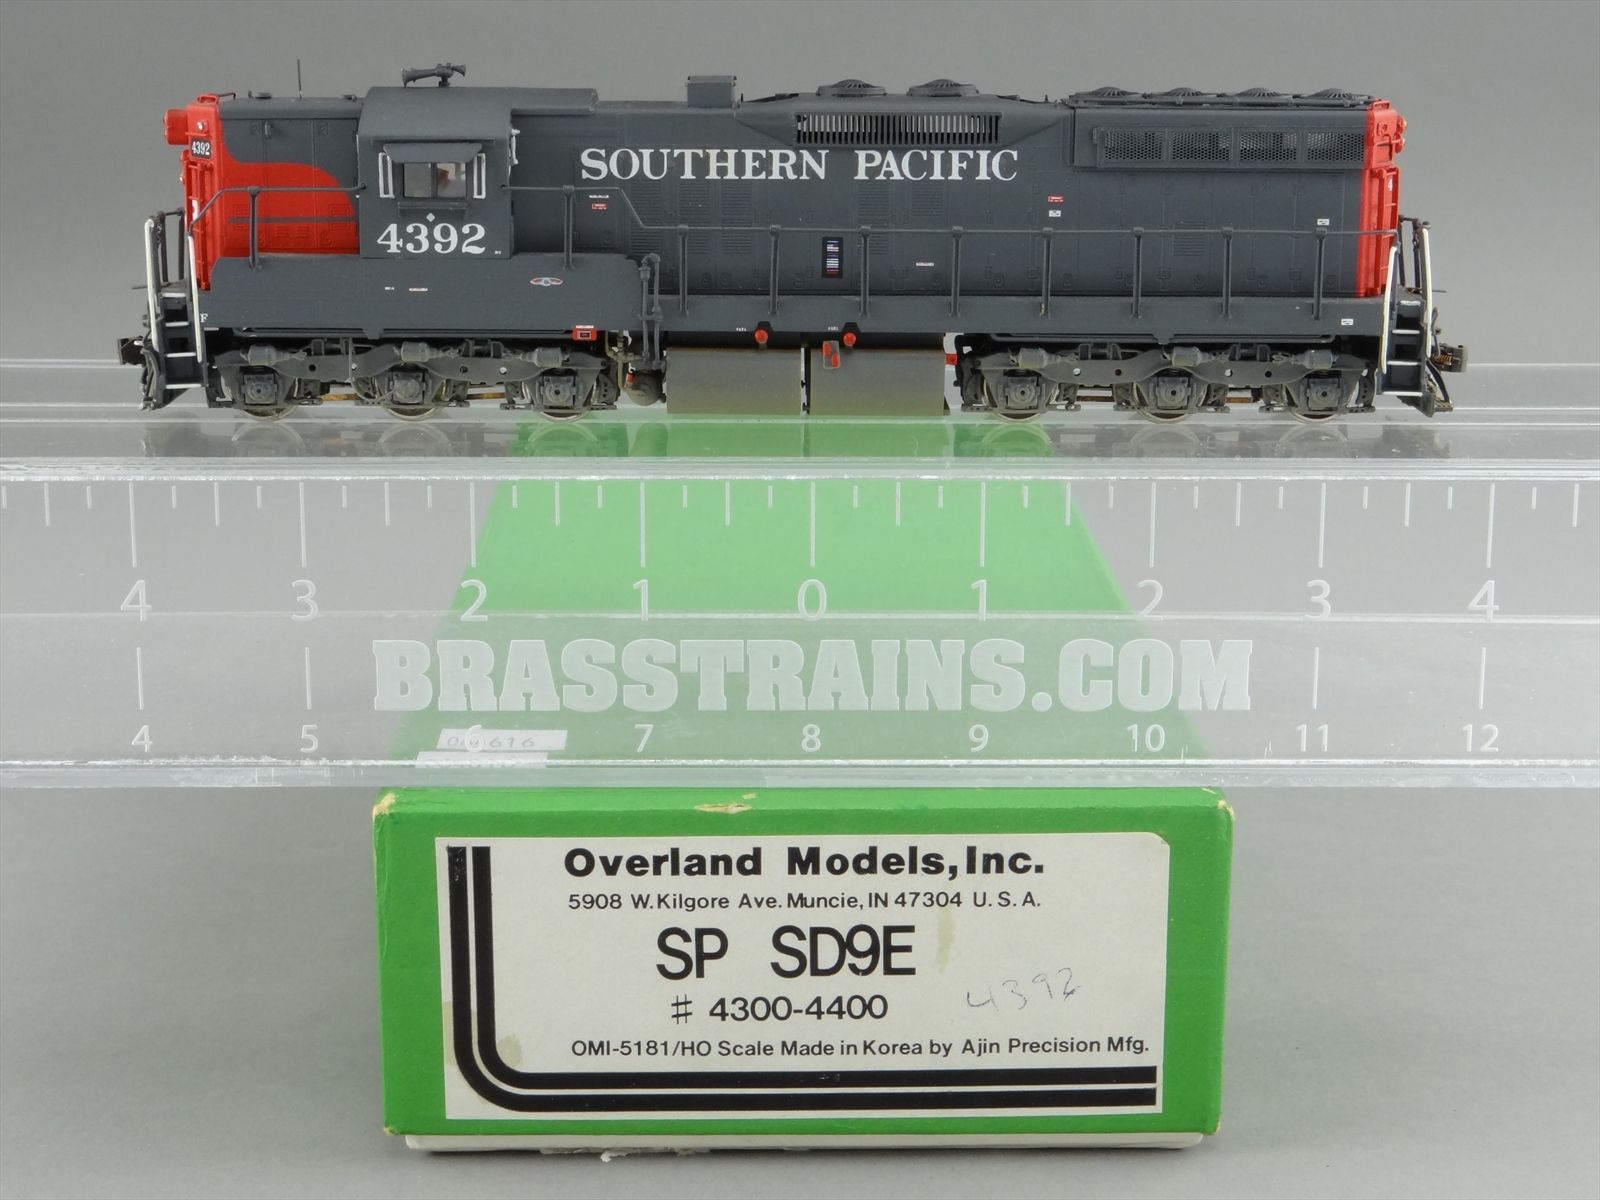 4392
SOUTHERN PACIFIC
4392
F
4
4 3 2 1 0 1 2 3 4
BRASSTRAINS.COM
4 5 6 7 8 9 10 11 12
Overland Models, Inc.
5908 W. Kilgore Ave. Muncie, IN 47304 U.S.A.
SP SD9E
# 4300-4400 4392
OMI-5181/HO Scale Made in Korea by Ajin Precision Mfg.